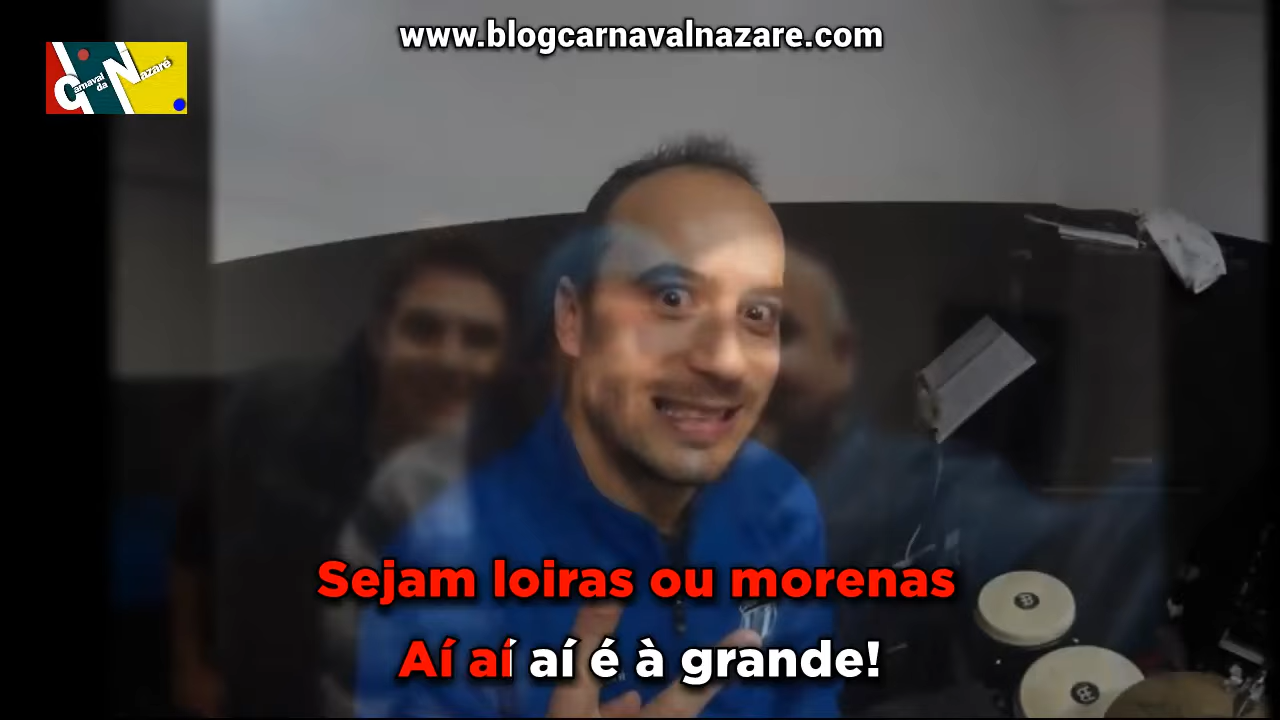 www.blogcarnavalnazare.com
Carnaval da Nazaré
Sejam loiras ou morenas
Aí aí aí é à grande!